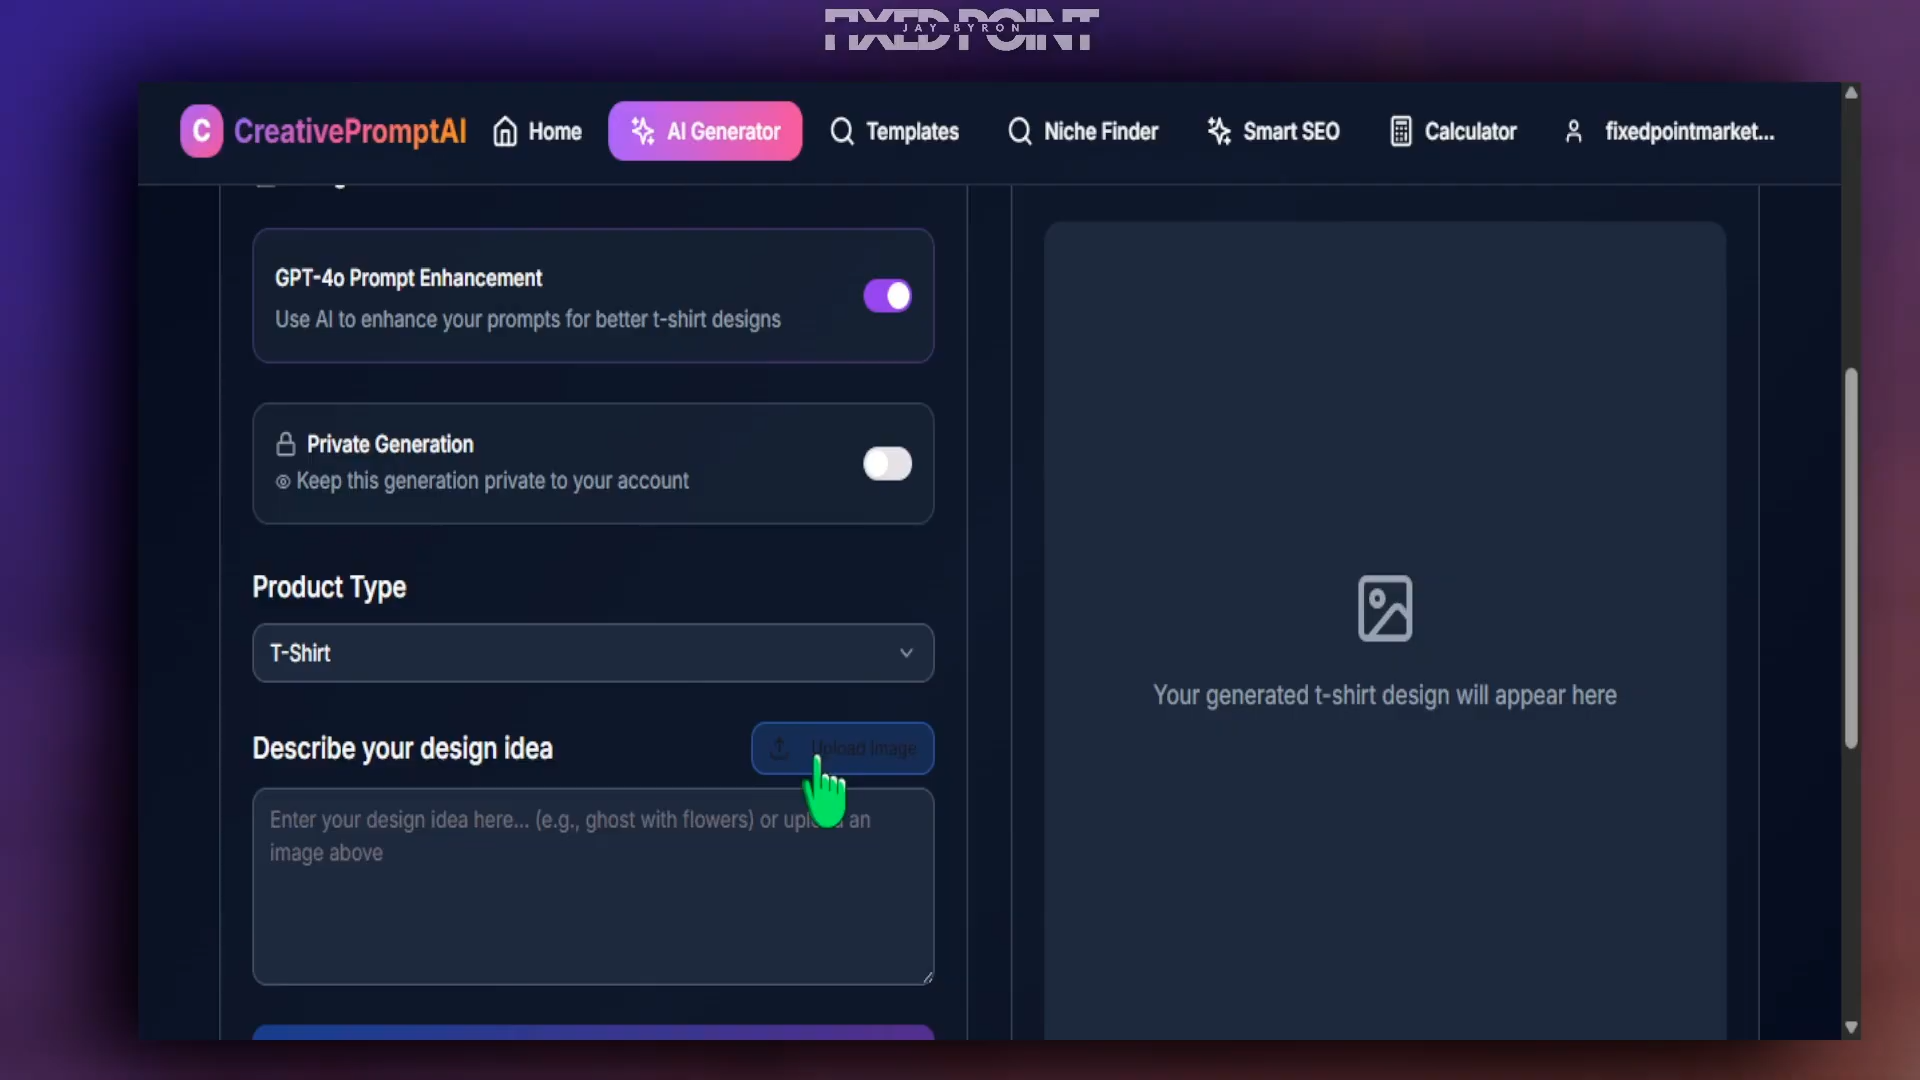 FIXED POINT
JAY BYRON
C CreativePromptAI Home AI Generator Templates Niche Finder Smart SEO Calculator fixedpointmarket...
GPT-4o Prompt Enhancement
Use AI to enhance your prompts for better t-shirt designs
Private Generation
Keep this generation private to your account
Product Type
T-Shirt
Your generated t-shirt design will appear here
Describe your design idea
Upload Image
Enter your design idea here... (e.g., ghost with flowers) or upload an
image above